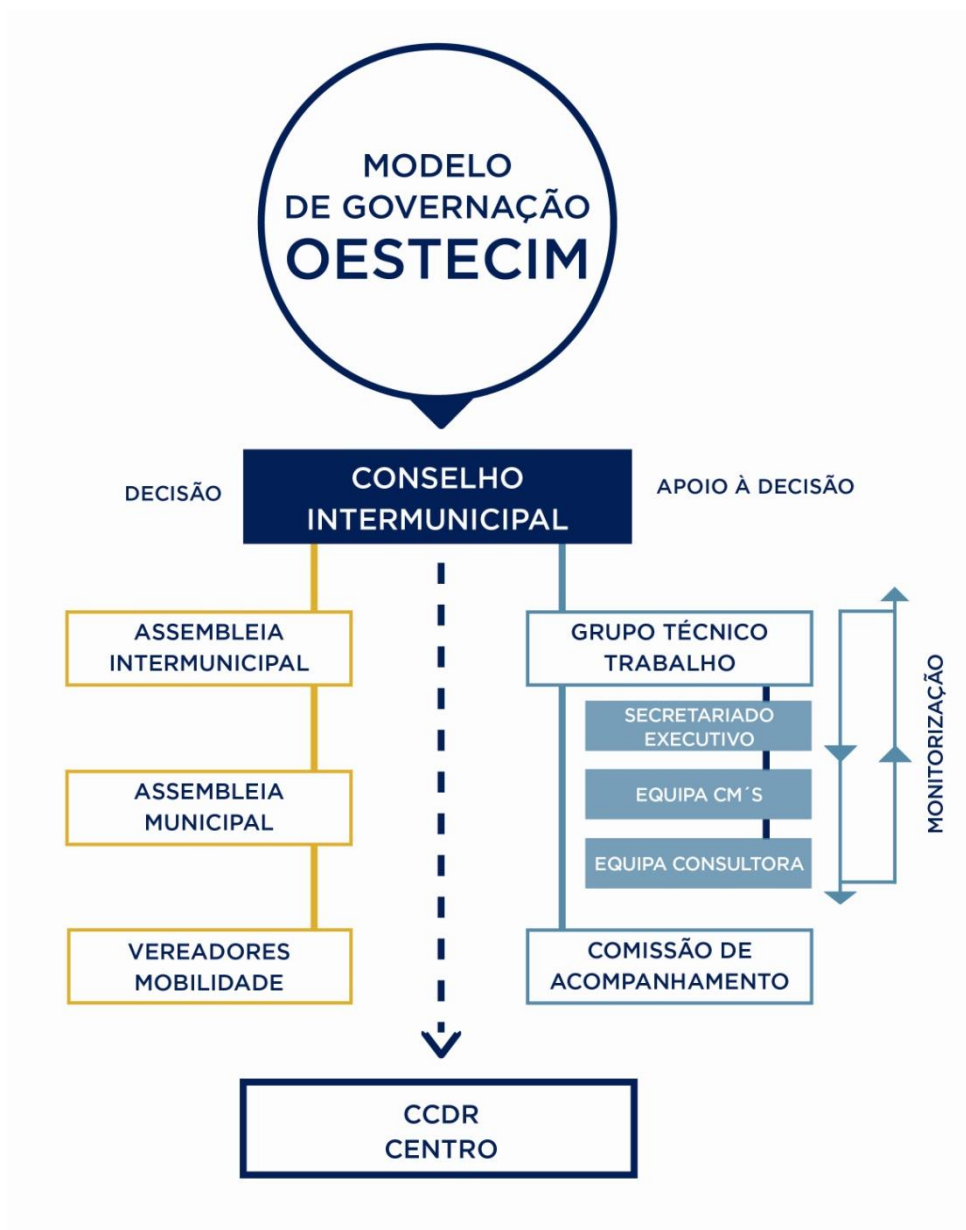 MODELO
DE GOVERNAÇÃO
OESTECIM
DECISÃO
CONSELHO
INTERMUNICIPAL
APOIO À DECISÃO
ASSEMBLEIA
INTERMUNICIPAL
GRUPO TÉCNICO
TRABALHO
SECRETARIADO
EXECUTIVO
MONITORIZAÇÃO
ASSEMBLEIA
MUNICIPAL
EQUIPA CM´S
EQUIPA CONSULTORA
VEREADORES
MOBILIDADE
COMISSÃO DE
ACOMPANHAMENTO
CCDR
CENTRO